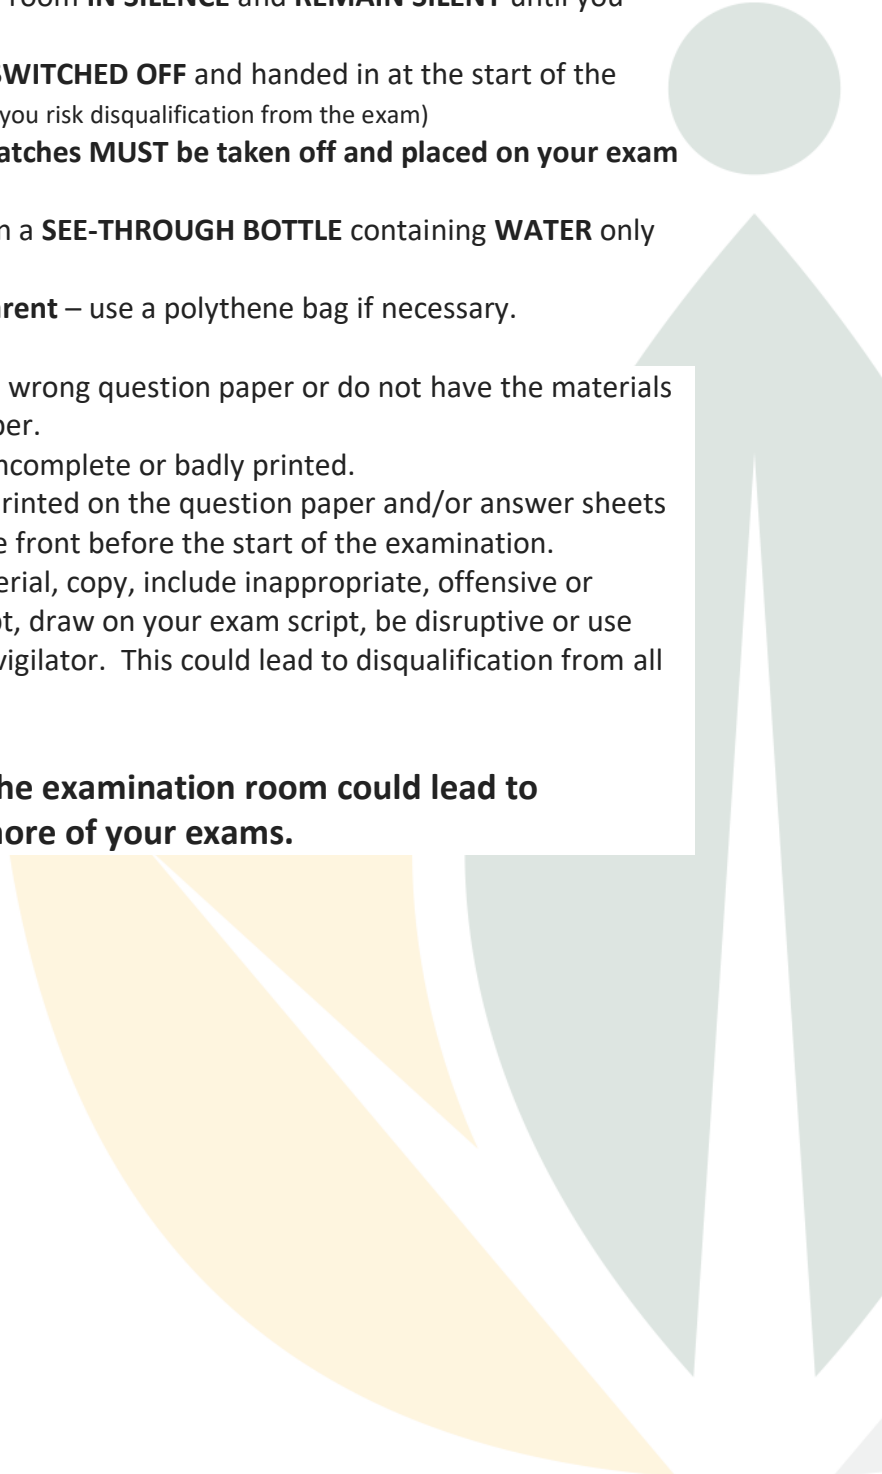 room IN SILENCE and REMAIN SILENT until you
SWITCHED OFF and handed in at the start of the
you risk disqualification from the exam)
atches MUST be taken off and placed on your exam
n a SEE-THROUGH BOTTLE containing WATER only
arent – use a polythene bag if necessary.
wrong question paper or do not have the materials
per.
ncomplete or badly printed.
rinted on the question paper and/or answer sheets
e front before the start of the examination.
erial, copy, include inappropriate, offensive or
pt, draw on your exam script, be disruptive or use
vigilator. This could lead to disqualification from all
he examination room could lead to
more of your exams.